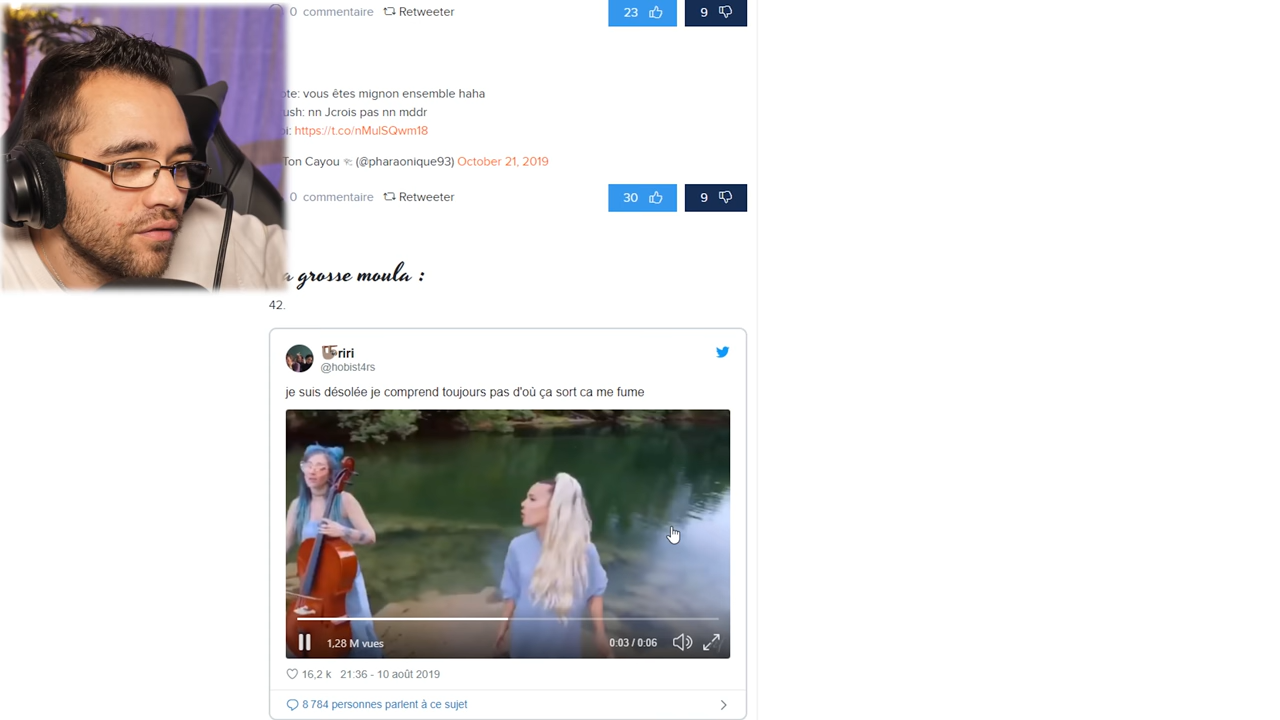 0 commentaire Retweeter
23
9
vous êtes mignon ensemble haha
nn Jcrois pas nn mddr
https://t.co/nMulSQwm18
Ton Cayou (@pharaonique93) October 21, 2019
0 commentaire Retweeter
30
9
grosse moula :
42.
riri
@hobist4rs
je suis désolée je comprend toujours pas d'où ça sort ca me fume
1,28 M vues
0:03 / 0:06
16,2 k 21:36 - 10 août 2019
8 784 personnes parlent à ce sujet